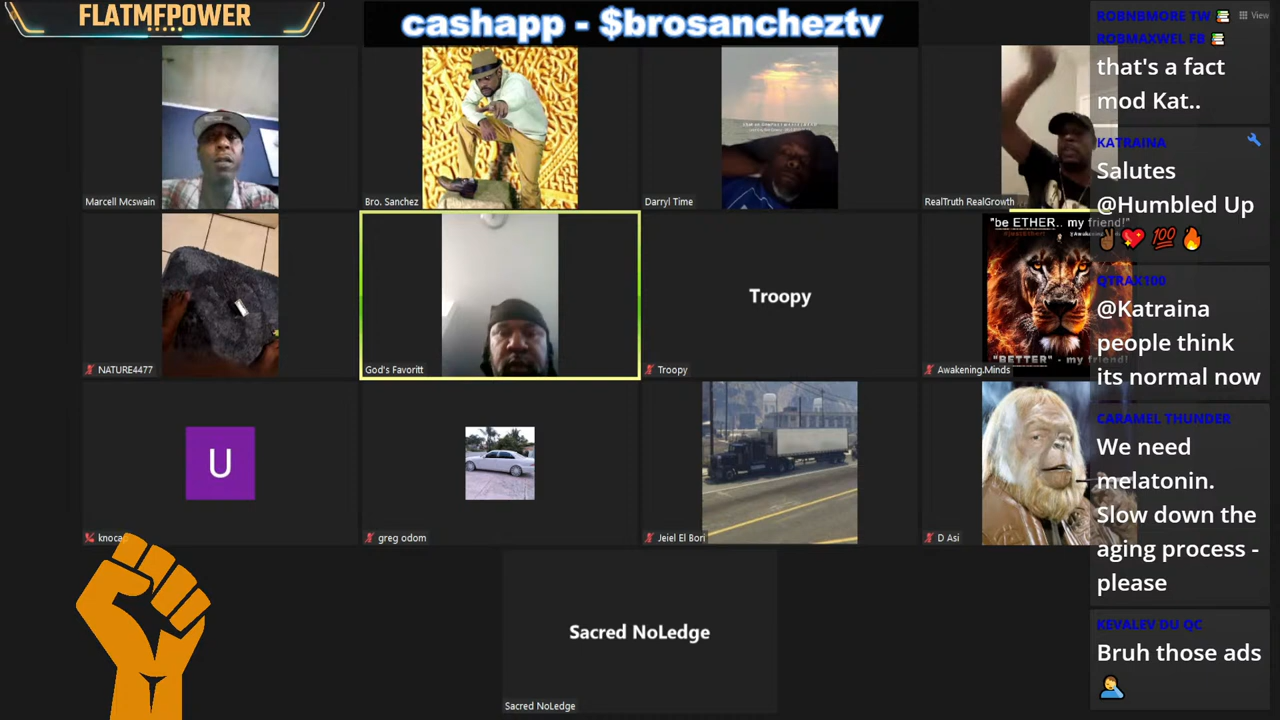 FLATMFPOWER
cashapp - $brosancheztv
View
Marcell Mcswain
Bro. Sanchez
Darryl Time
RealTruth RealGrowth
NATURE4477
God's Favoritt
Troopy
Troopy
"be ETHER.. my friend!"
"BETTER" - my friend!
Awakening.Minds
U
knoca
greg odom
Jeiel El Bori
D Asi
Sacred NoLedge
Sacred NoLedge
ROBNBMORE TW
ROBMAXWEL FB
that's a fact
mod Kat..
KATRAINA
Salutes
@Humbled Up
✌🏾💖💯🔥
QTRAX100
@Katraina
people think
its normal now
CARAMEL THUNDER
We need
melatonin.
Slow down the
aging process -
please
KEVALEV DU QC
Bruh those ads